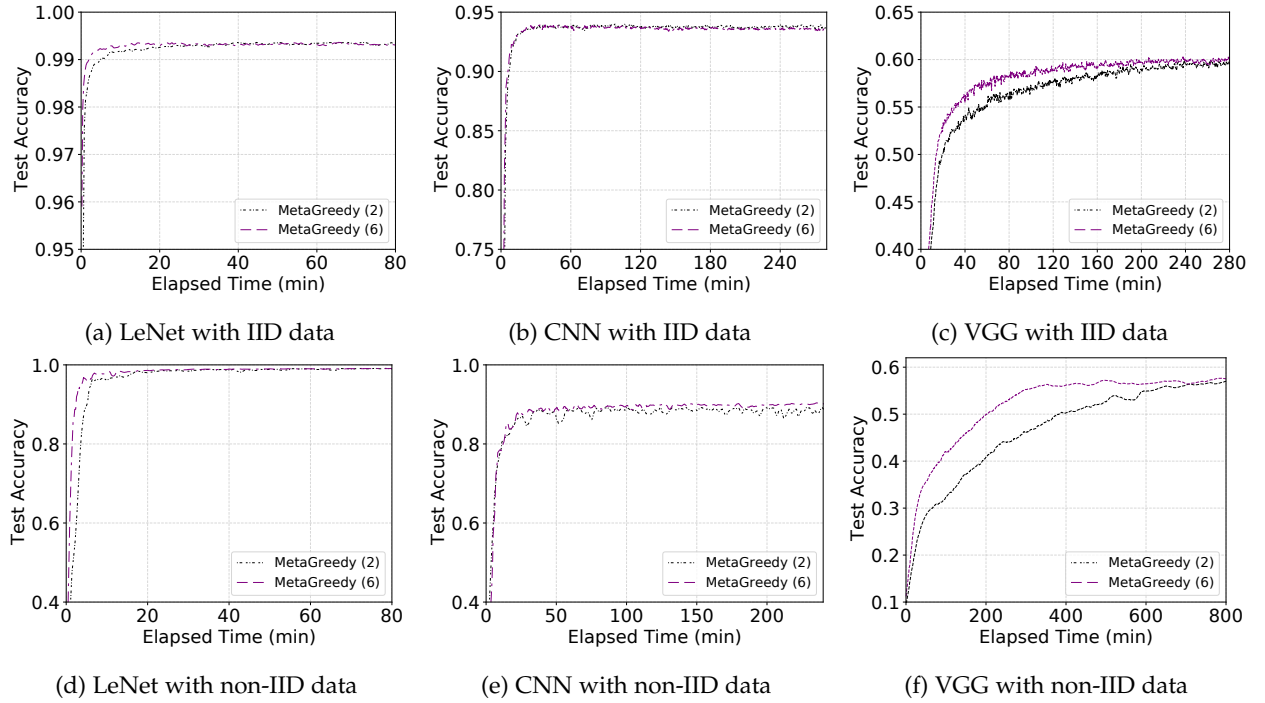 1.00
0.99
0.98
0.97
0.96
0.95
Test Accuracy
MetaGreedy (2)
MetaGreedy (6)
0 20 40 60 80
Elapsed Time (min)
(a) LeNet with IID data
0.95
0.90
0.85
0.80
0.75
Test Accuracy
MetaGreedy (2)
MetaGreedy (6)
0 60 120 180 240
Elapsed Time (min)
(b) CNN with IID data
0.65
0.60
0.55
0.50
0.45
0.40
Test Accuracy
MetaGreedy (2)
MetaGreedy (6)
0 40 80 120 160 200 240 280
Elapsed Time (min)
(c) VGG with IID data
1.0
0.8
0.6
0.4
Test Accuracy
MetaGreedy (2)
MetaGreedy (6)
0 20 40 60 80
Elapsed Time (min)
(d) LeNet with non-IID data
1.0
0.8
0.6
0.4
Test Accuracy
MetaGreedy (2)
MetaGreedy (6)
0 50 100 150 200
Elapsed Time (min)
(e) CNN with non-IID data
0.6
0.5
0.4
0.3
0.2
0.1
Test Accuracy
MetaGreedy (2)
MetaGreedy (6)
0 200 400 600 800
Elapsed Time (min)
(f) VGG with non-IID data